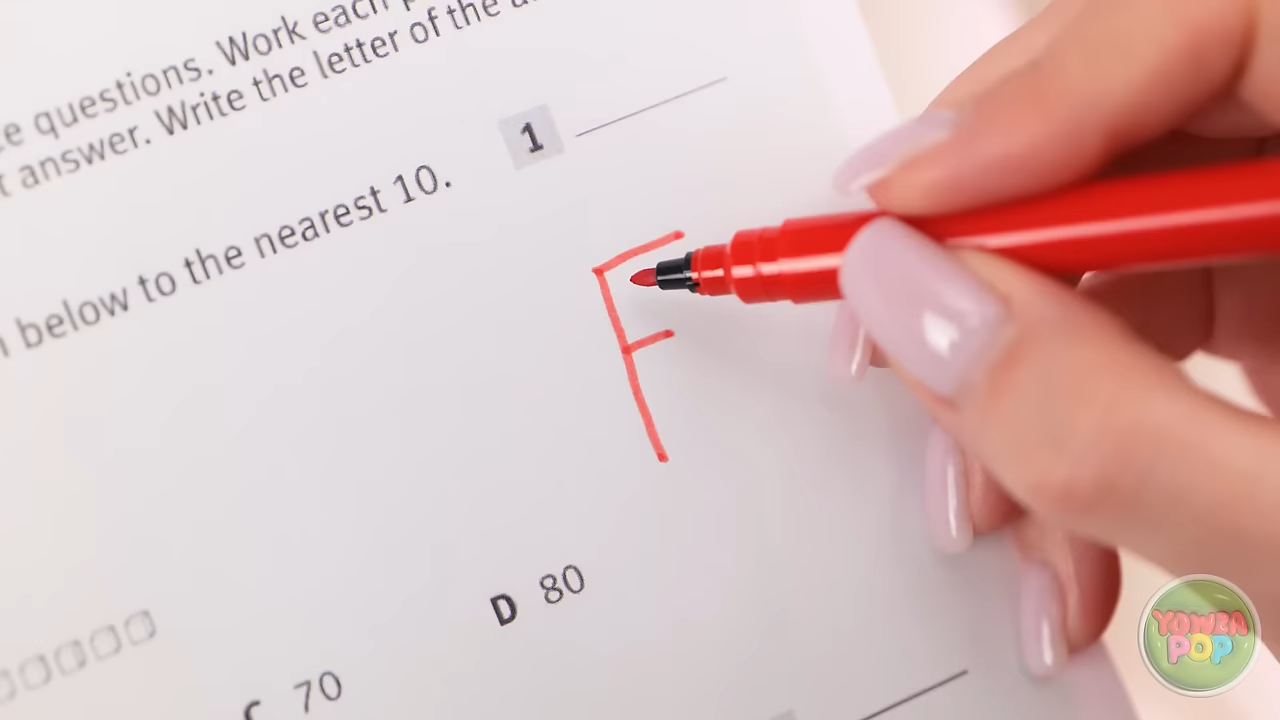 e questions. Work each
t answer. Write the letter of the
1
below to the nearest 10.
F
D 80
C 70
YOWZA
POP